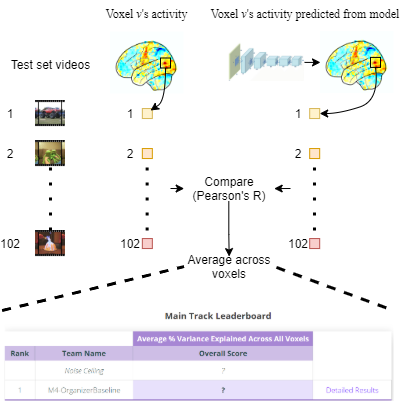 Voxel v's activity
Voxel v's activity predicted from model
Test set videos
1
1
1
2
2
2
102
102
102
Compare
(Pearson's R)
Average across
voxels
Main Track Leaderboard
Average % Variance Explained Across All Voxels
Rank
Team Name
Overall Score
Noise Ceiling
?
1
M4-OrganizerBaseline
?
Detailed Results